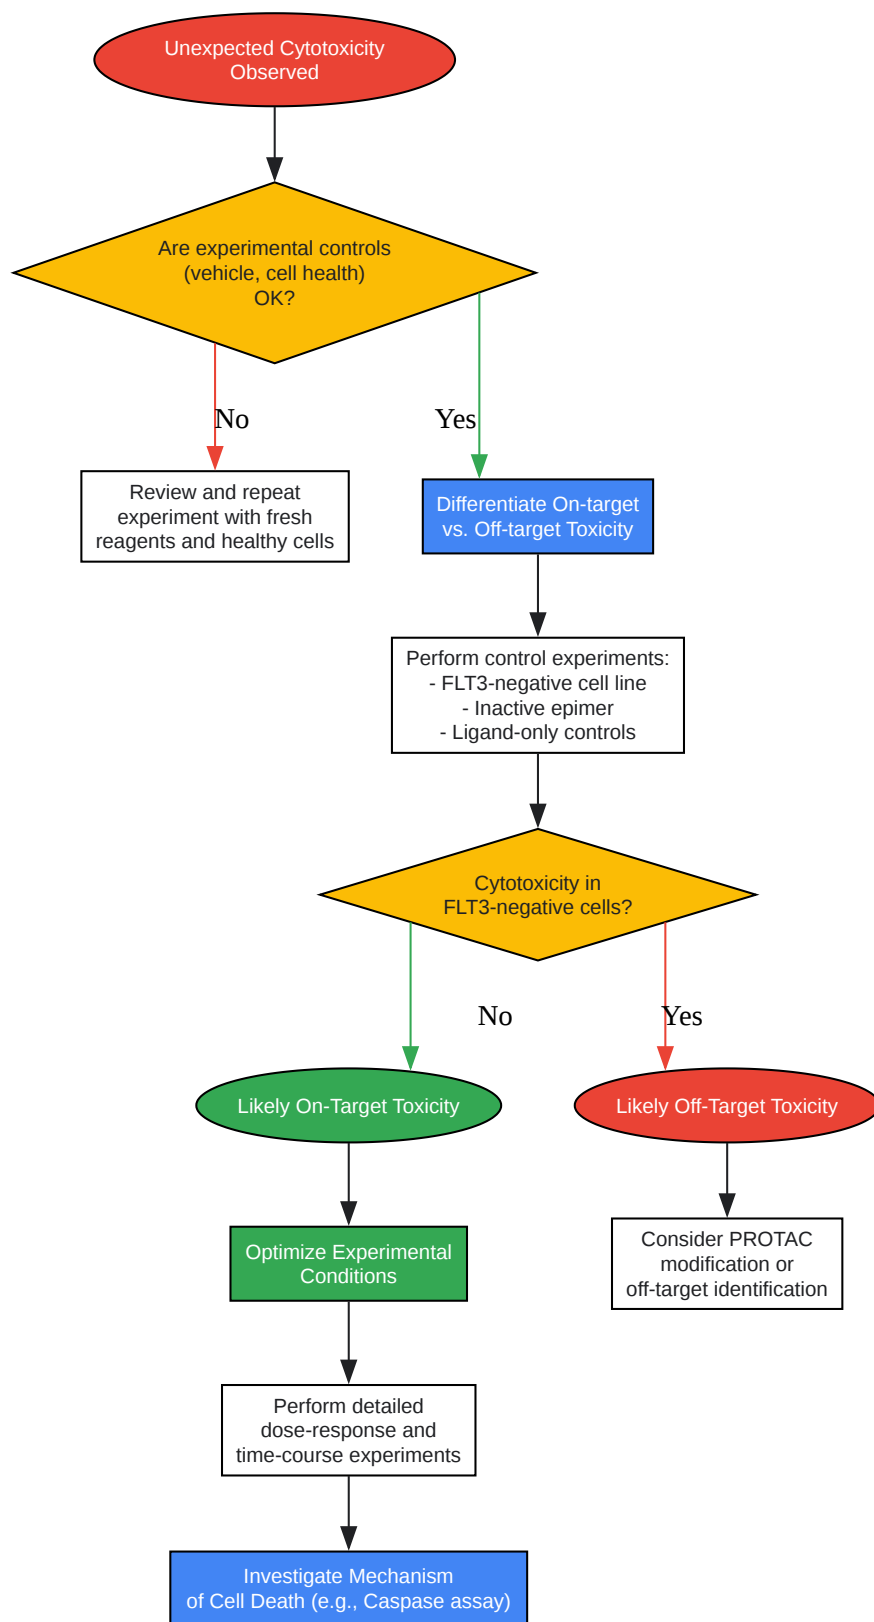 Unexpected Cytotoxicity
Observed
Are experimental controls
(vehicle, cell health)
OK?
No
Yes
Review and repeat
experiment with fresh
reagents and healthy cells
Differentiate On-target
vs. Off-target Toxicity
Perform control experiments:
- FLT3-negative cell line
- Inactive epimer
- Ligand-only controls
Cytotoxicity in
FLT3-negative cells?
No
Yes
Likely On-Target Toxicity
Likely Off-Target Toxicity
Optimize Experimental
Conditions
Consider PROTAC
modification or
off-target identification
Perform detailed
dose-response and
time-course experiments
Investigate Mechanism
of Cell Death (e.g., Caspase assay)